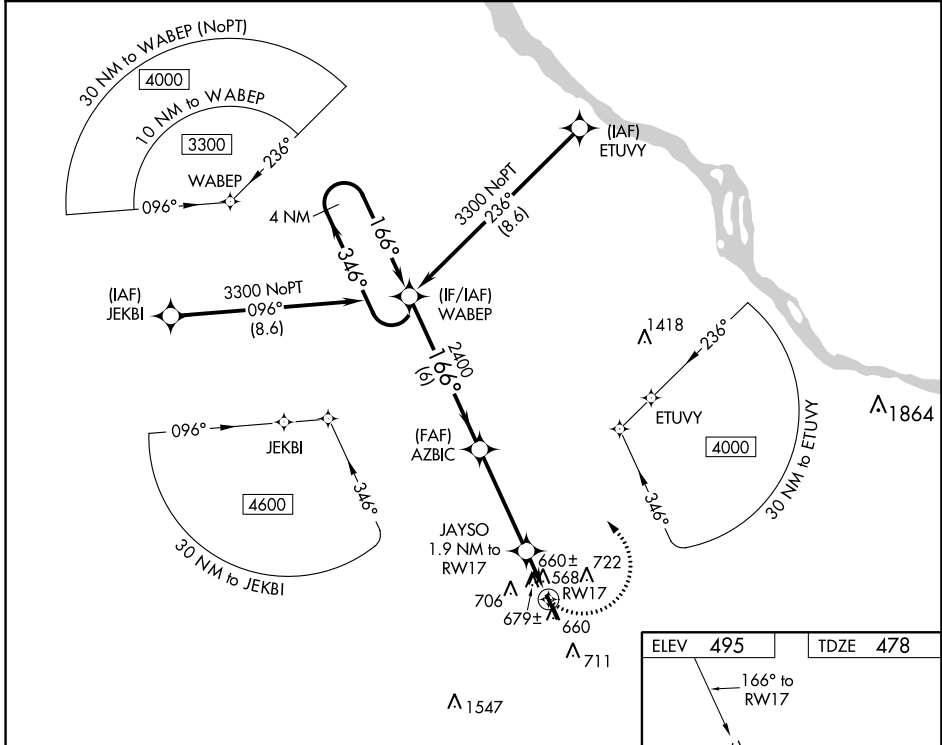 30 NM to WABEP (NoPT)
4000
10 NM to WABEP
3300
236°
WABEP
096°
(IAF)
ETUVY
3300 NoPT
236°
(8.6)
4 NM
166°
346°
(IAF)
JEKBI
3300 NoPT
096°
(8.6)
(IF/IAF)
WABEP
2400
166°
(6)
1418
236°
1864
ETUVY
4000
346°
30 NM to ETUVY
096°
JEKBI
4600
346°
30 NM to JEKBI
(FAF)
AZBIC
JAYSO
1.9 NM to
RW17
660±
722
568
706
RW17
679±
660
711
1547
ELEV 495
TDZE 478
166° to
RW17